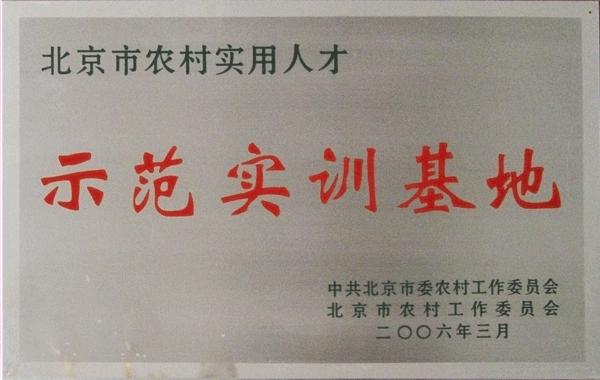 北京市农村实用人才
示范实训基地
中共北京市委农村工作委员会
北京市农村工作委员会
二〇〇六年三月